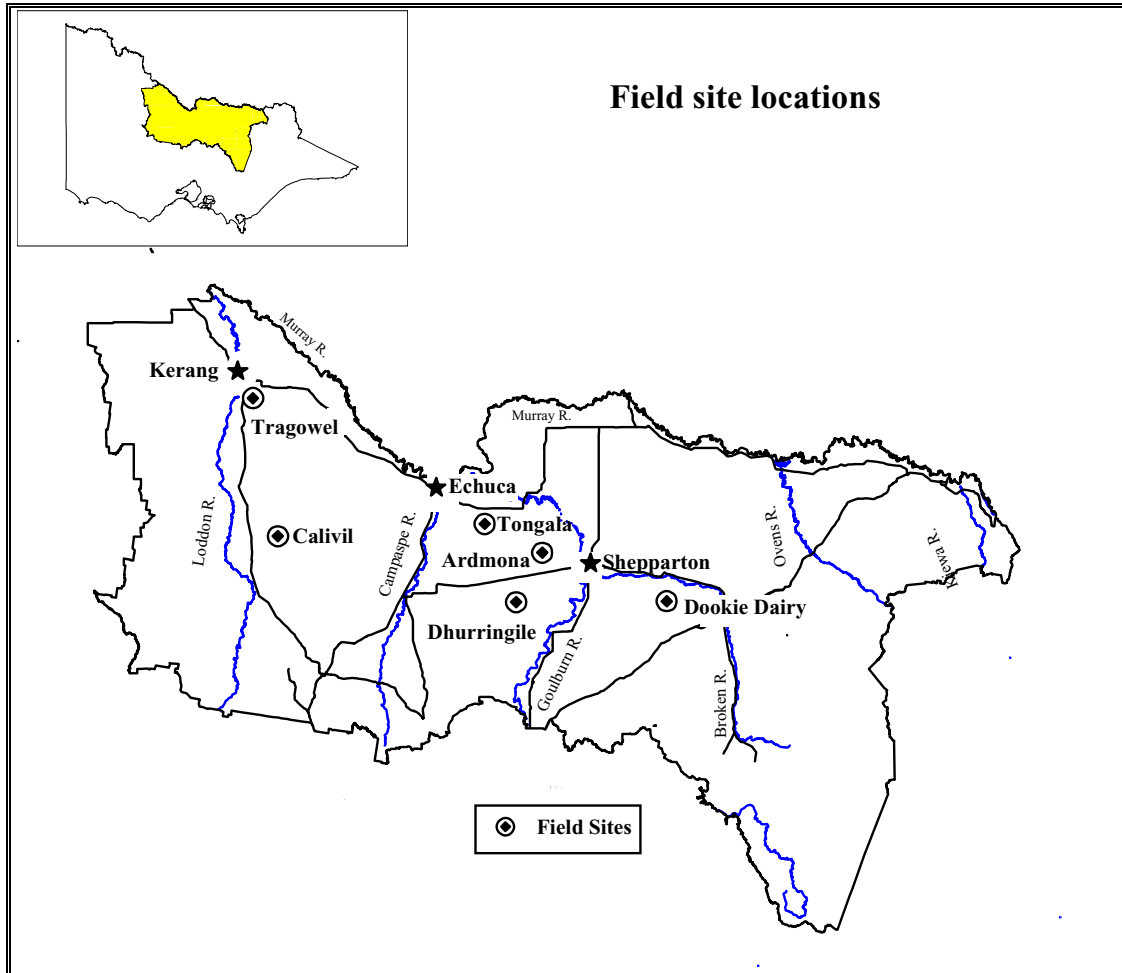 Field site locations
Murray R.
Kerang
Tragowel
Murray R.
Echuca
Loddon R.
Calivil
Campaspe R.
Tongala
Ardmona
Shepparton
Ovens R.
Kiewa R.
Dhurringile
Dookie Dairy
Goulburn R.
Broken R.
Field Sites